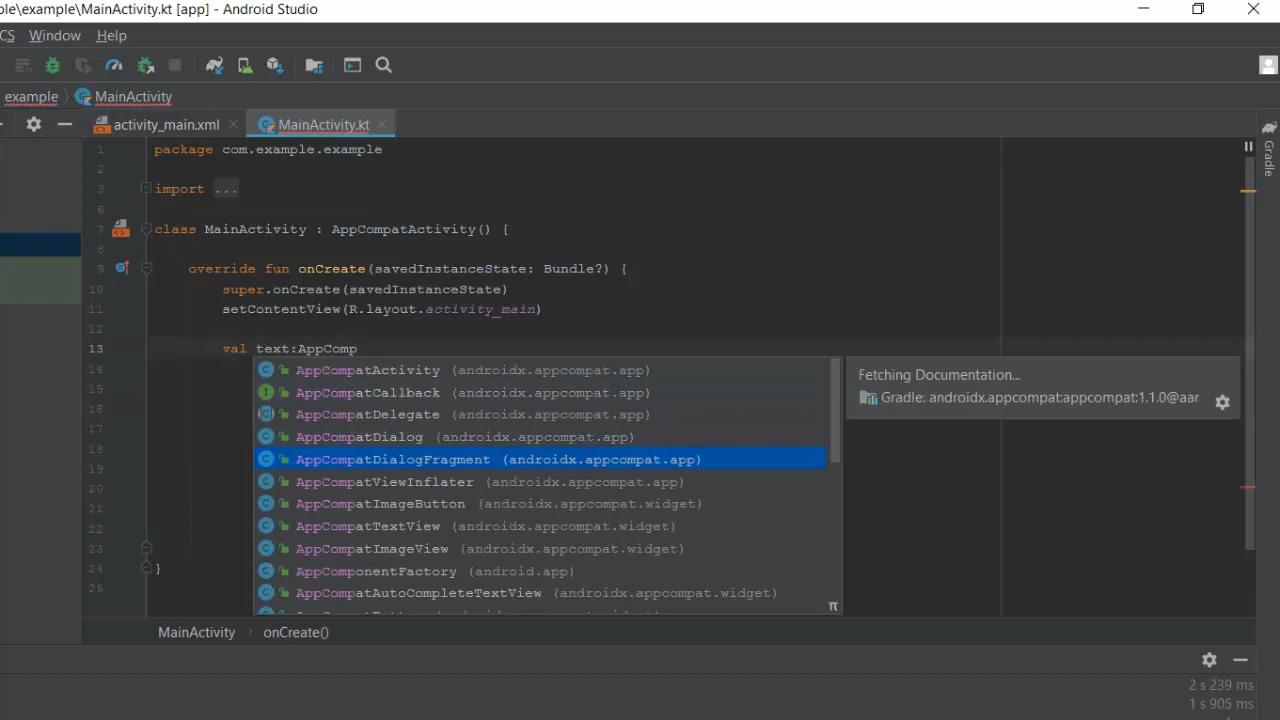 ple\example\MainActivity.kt [app] - Android Studio
CS Window Help
example MainActivity
activity_main.xml MainActivity.kt
Gradle
1 package com.example.example
2
3 import ...
6
7 class MainActivity : AppCompatActivity() {
8
9 override fun onCreate(savedInstanceState: Bundle?) {
10 super.onCreate(savedInstanceState)
11 setContentView(R.layout.activity_main)
12
13 val text:AppComp
14 AppCompatActivity (androidx.appcompat.app)
15 AppCompatCallback (androidx.appcompat.app)
16 AppCompatDelegate (androidx.appcompat.app)
17 AppCompatDialog (androidx.appcompat.app)
18 AppCompatDialogFragment (androidx.appcompat.app)
19 AppCompatViewInflater (androidx.appcompat.app)
20
21 AppCompatImageButton (androidx.appcompat.widget)
22 AppCompatTextView (androidx.appcompat.widget)
23 AppCompatImageView (androidx.appcompat.widget)
24 } AppComponentFactory (android.app)
25 AppCompatAutoCompleteTextView (androidx.appcompat.widget)
π
Fetching Documentation...
Gradle: androidx.appcompat:appcompat:1.1.0@aar
MainActivity onCreate()
2 s 239 ms
1 s 905 ms